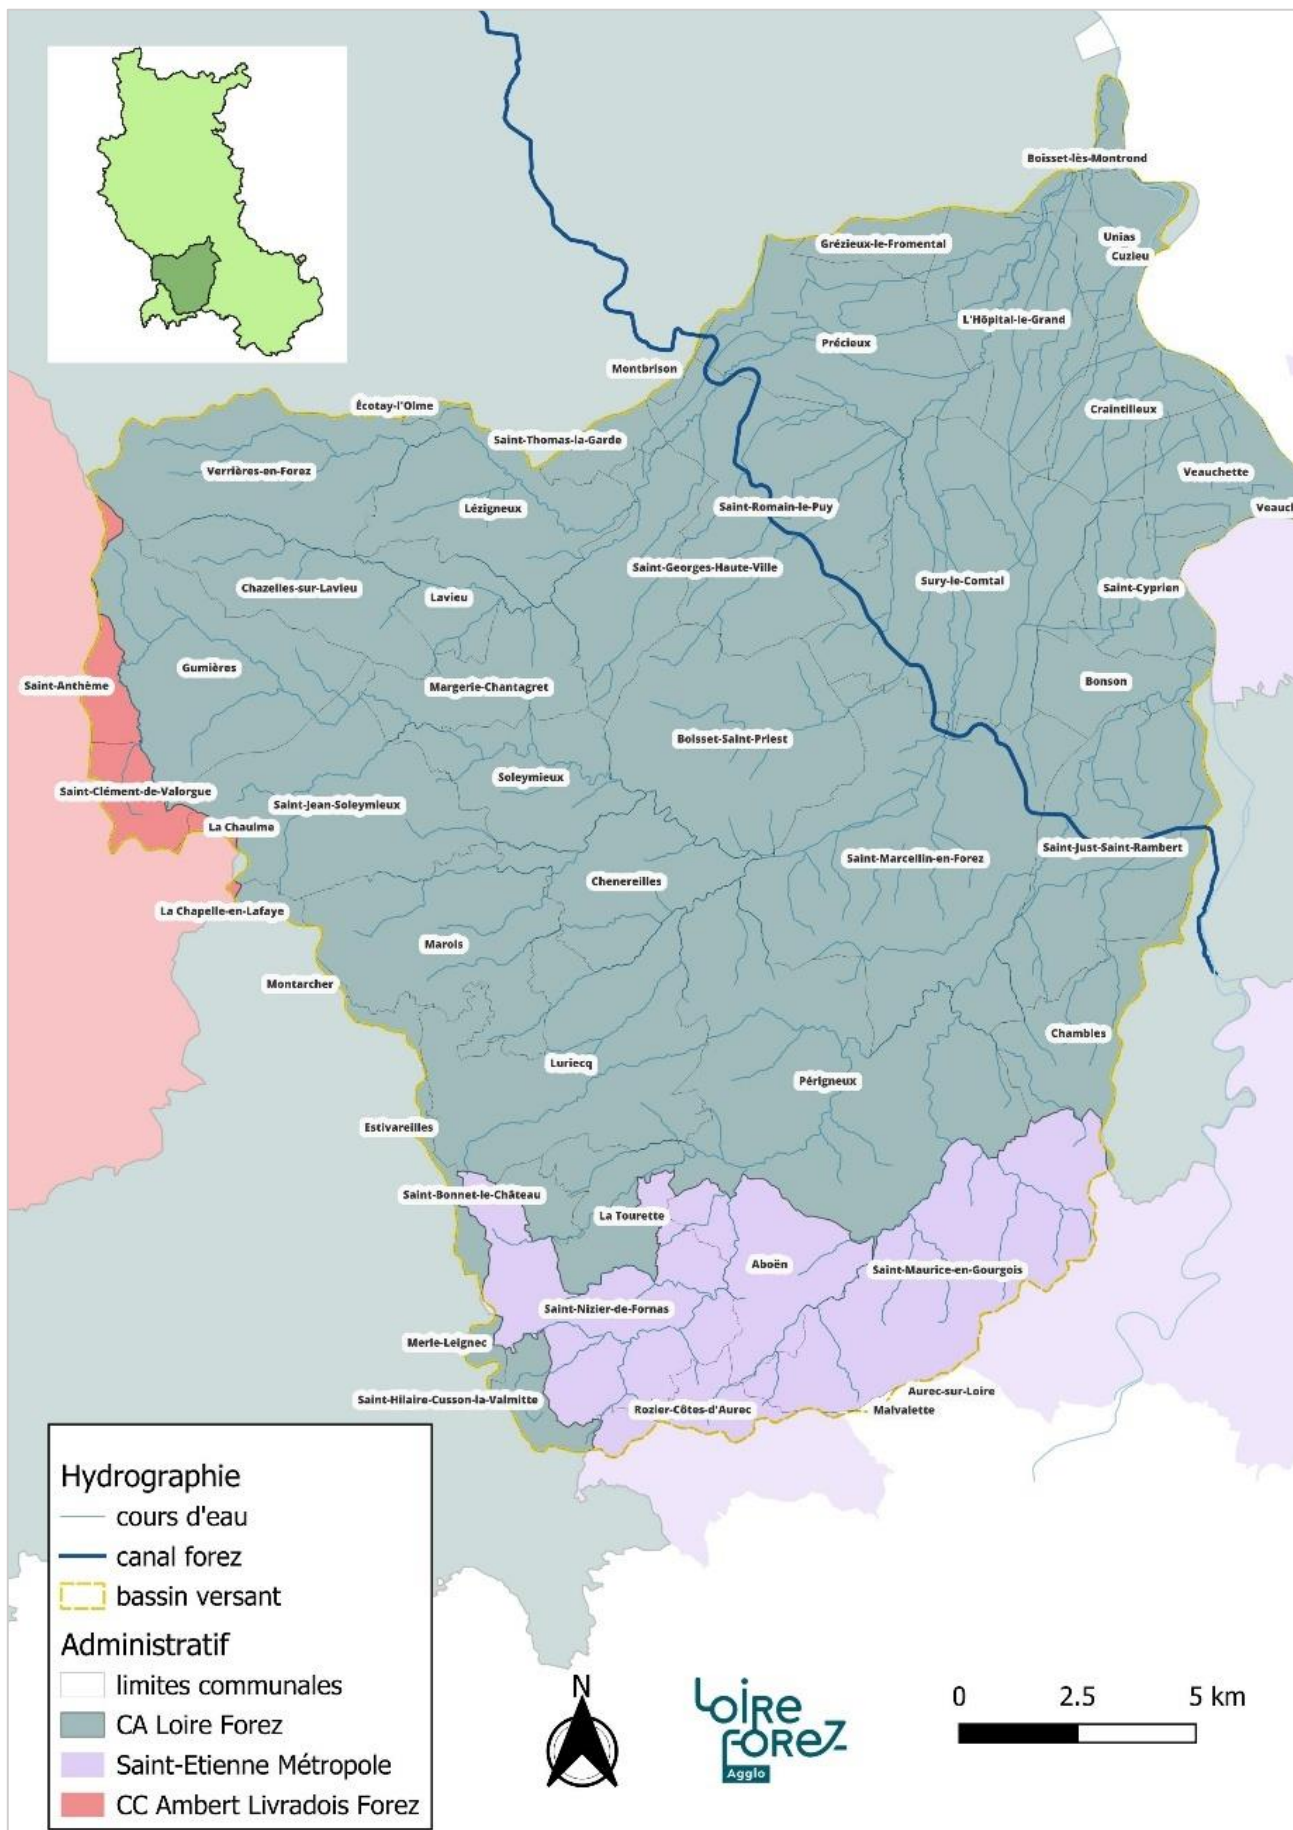 Boisset-lès-Montrond
Unias
Grézieux-le-Fromental
Cuzieu
L'Hôpital-le-Grand
Précieux
Montbrison
Écotay-l'Olme
Craintilleux
Saint-Thomas-la-Garde
Verrières-en-Forez
Veauchette
Lézigneux
Saint-Romain-le-Puy
Veauch
Saint-Georges-Haute-Ville
Sury-le-Comtal
Chazelles-sur-Lavieu
Saint-Cyprien
Lavieu
Gumières
Bonson
Saint-Anthème
Margerie-Chantagret
Boisset-Saint-Priest
Soleymieux
Saint-Clément-de-Valorgue
Saint-Jean-Soleymieux
La Chaulme
Saint-Just-Saint-Rambert
Saint-Marcellin-en-Forez
Chenereilles
La Chapelle-en-Lafaye
Marols
Montarcher
Chambles
Luriecq
Périgneux
Estivareilles
Saint-Bonnet-le-Château
La Tourette
Aboën
Saint-Maurice-en-Gourgois
Saint-Nizier-de-Fornas
Merle-Leignec
Aurec-sur-Loire
Saint-Hilaire-Cusson-la-Valmitte
Rozier-Côtes-d'Aurec
Malvalette
Hydrographie
cours d'eau
canal forez
bassin versant
Administratif
limites communales
CA Loire Forez
Saint-Etienne Métropole
CC Ambert Livradois Forez
N
LOIRE
FOREZ
Agglo
0 2.5 5 km